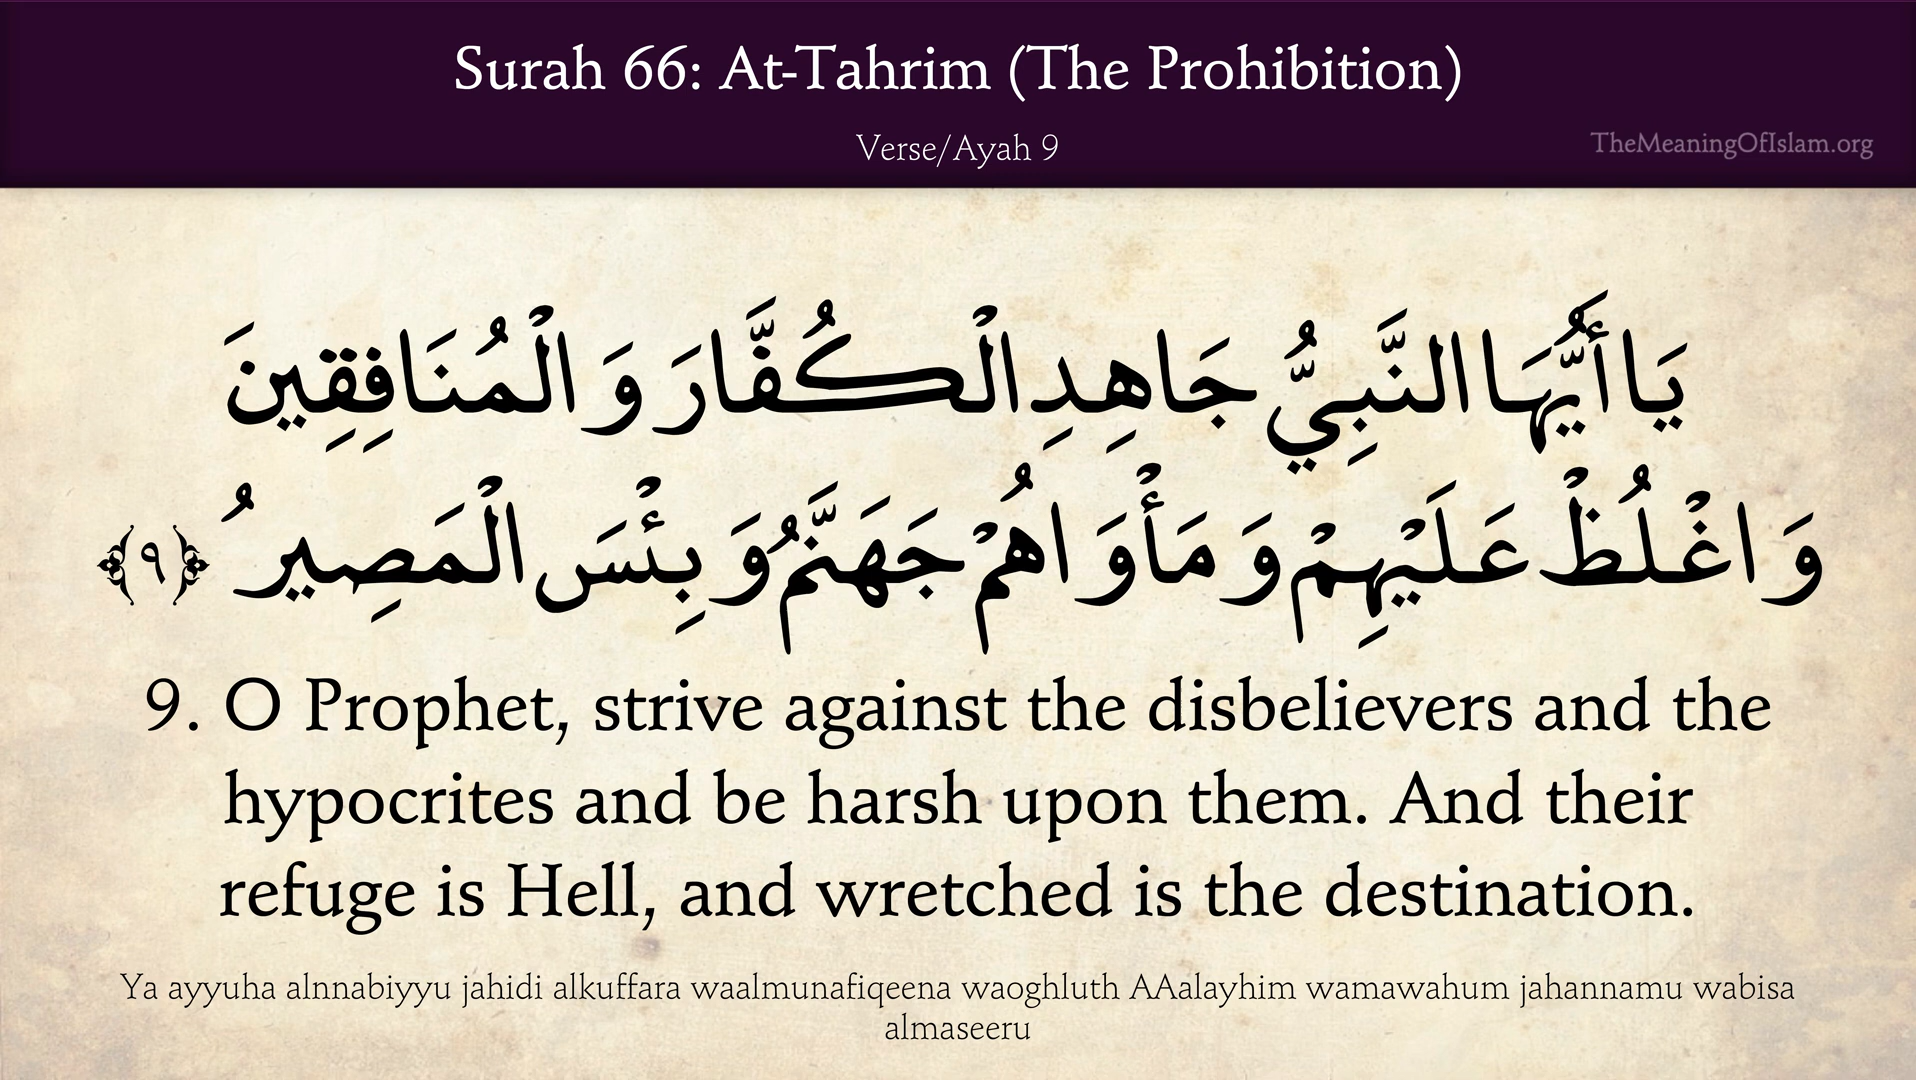 Surah 66: At-Tahrim (The Prohibition)
Verse/Ayah 9
TheMeaningOfIslam.org
يَا أَيُّهَا النَّبِيُّ جَاهِدِ الْكُفَّارَ وَالْمُنَافِقِينَ
وَاغْلُظْ عَلَيْهِمْ وَمَأْوَاهُمْ جَهَنَّمُ وَبِئْسَ الْمَصِيرُ ﴿٩﴾
9. O Prophet, strive against the disbelievers and the
hypocrites and be harsh upon them. And their
refuge is Hell, and wretched is the destination.
Ya ayyuha alnnabiyyu jahidi alkuffara waalmunafiqeena waoghluth AAalayhim wamawahum jahannamu wabisa
almaseeru